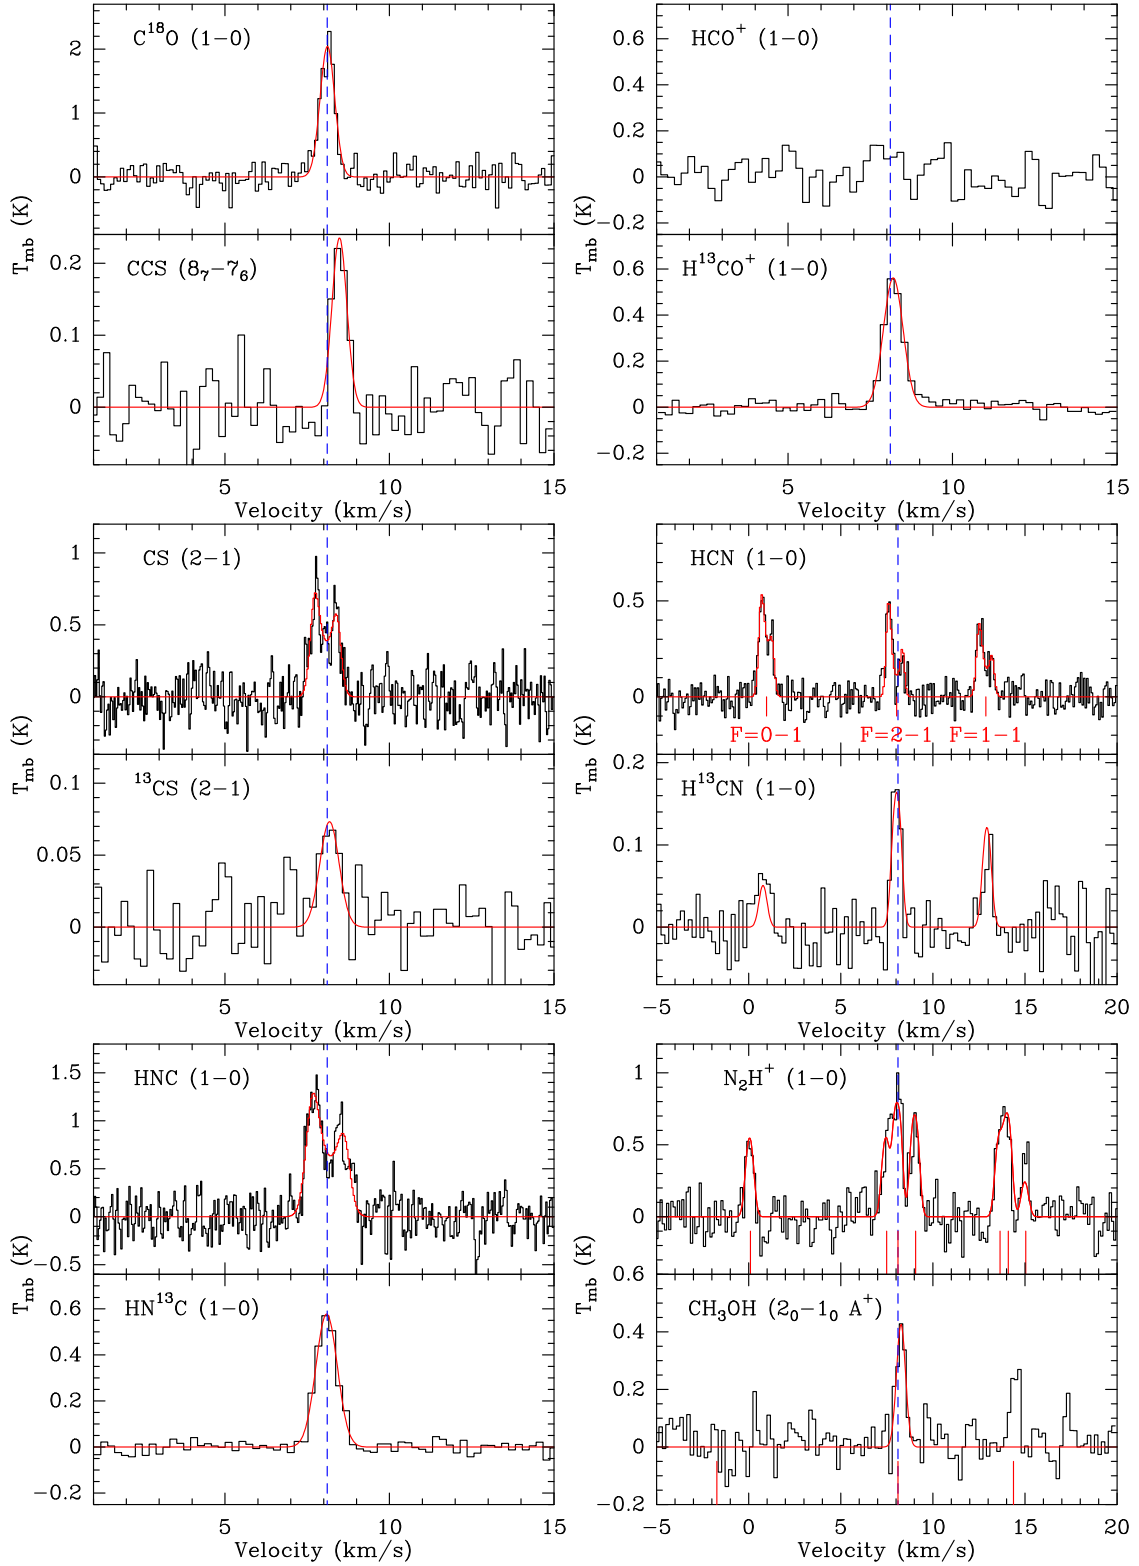 C¹⁸O (1−0)
2
1
0
T_mb (K)
CCS (8₇−7₆)
0.2
0.1
0
5 10 15
Velocity (km/s)
HCO⁺ (1−0)
0.6
0.4
0.2
0
−0.2
T_mb (K)
H¹³CO⁺ (1−0)
0.6
0.4
0.2
0
−0.2
5 10 15
Velocity (km/s)
CS (2−1)
1
0.5
0
T_mb (K)
¹³CS (2−1)
0.1
0.05
0
5 10 15
Velocity (km/s)
HCN (1−0)
0.5
0
F=0−1 F=2−1 F=1−1
T_mb (K)
H¹³CN (1−0)
0.2
0.1
0
−5 0 5 10 15 20
Velocity (km/s)
HNC (1−0)
1.5
1
0.5
0
−0.5
T_mb (K)
HN¹³C (1−0)
0.6
0.4
0.2
0
−0.2
5 10 15
Velocity (km/s)
N₂H⁺ (1−0)
1
0.5
0
T_mb (K)
CH₃OH (2₀−1₀ A⁺)
0.6
0.4
0.2
0
−0.2
−5 0 5 10 15 20
Velocity (km/s)